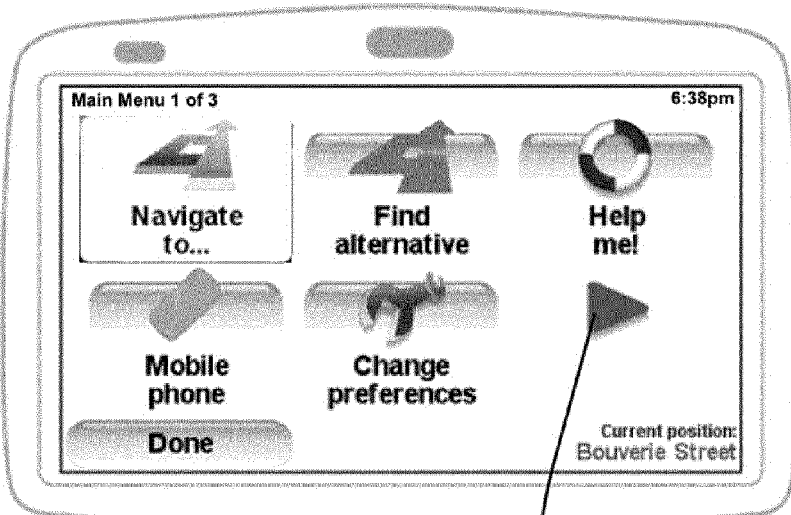 Main Menu 1 of 3
6:38pm
Navigate
to...
Find
alternative
Help
me!
Mobile
phone
Change
preferences
Done
Current position:
Bouverie Street